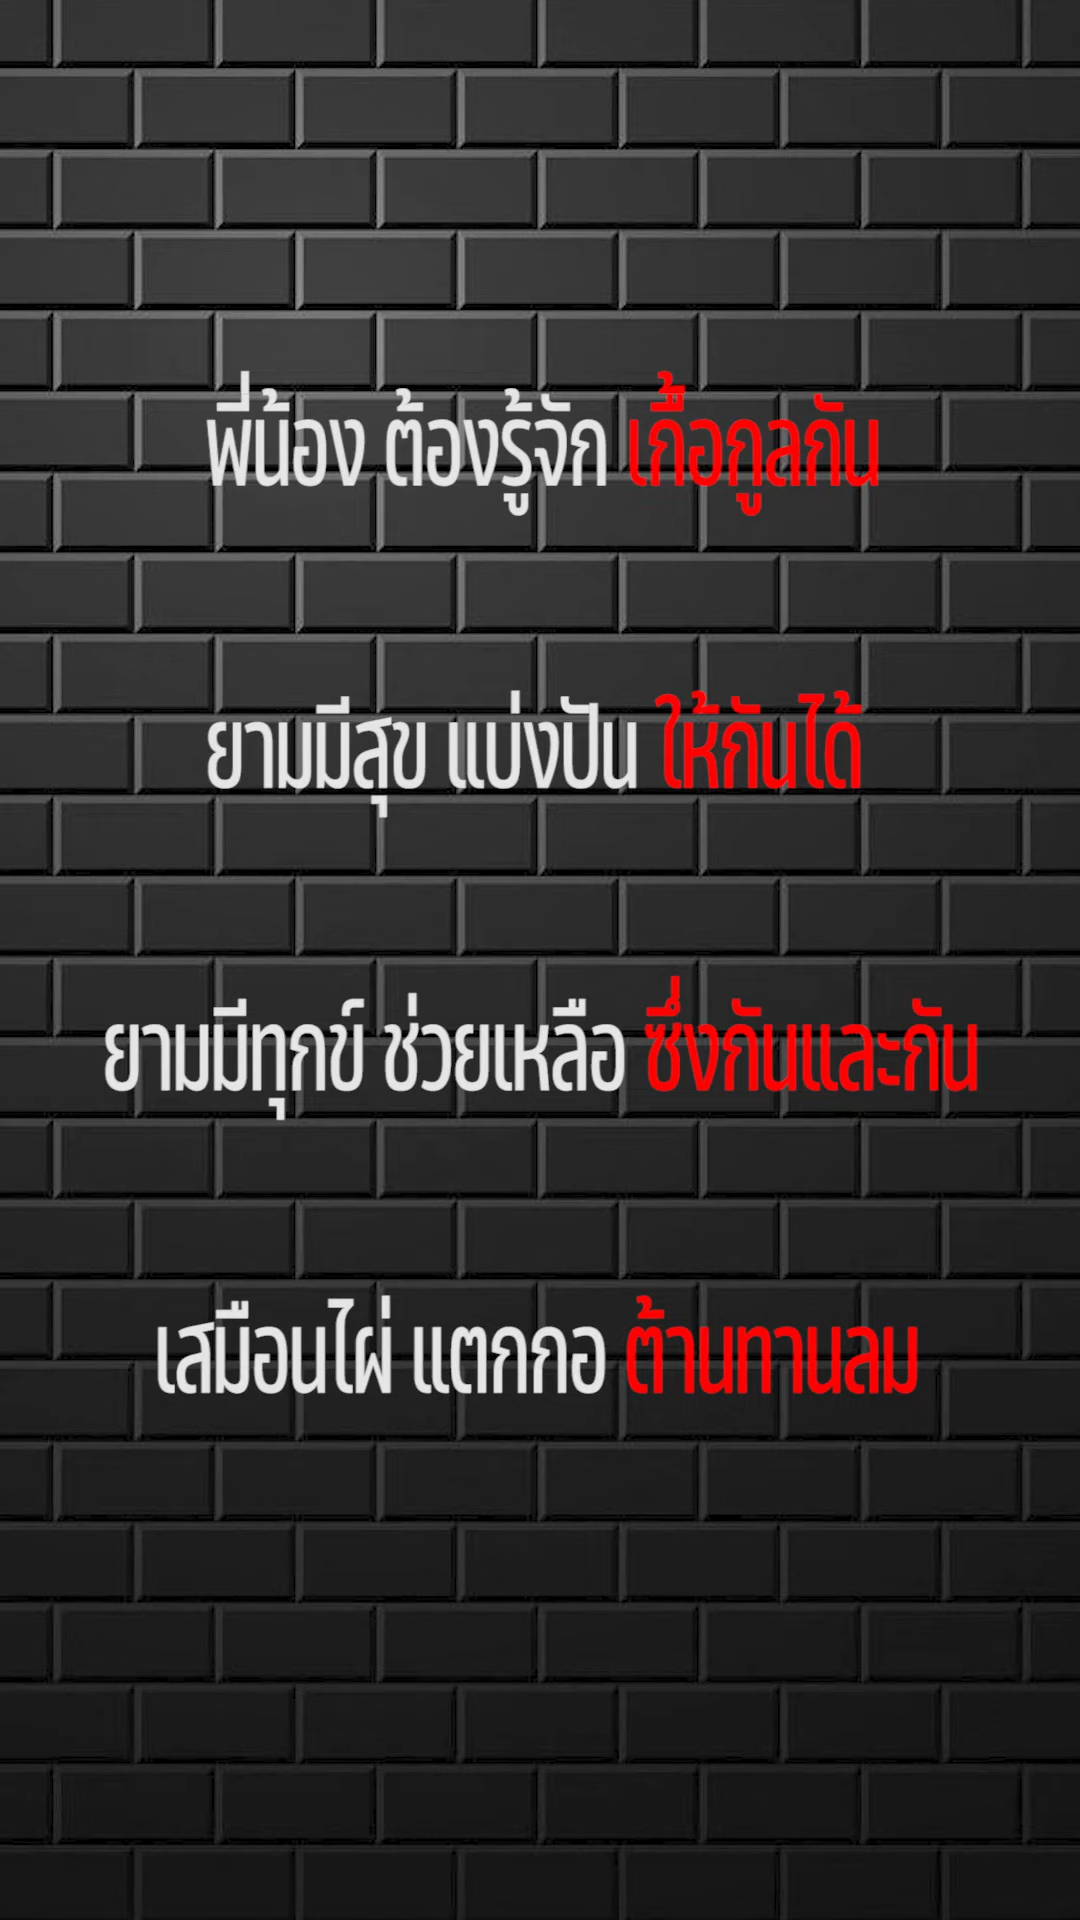 พี่น้อง ต้องรู้จัก เกื้อกูลกัน
ยามมีสุข แบ่งปัน ให้กันได้
ยามมีทุกข์ ช่วยเหลือ ซึ่งกันและกัน
เสมือนไผ่ แตกกอ ต้านทานลม